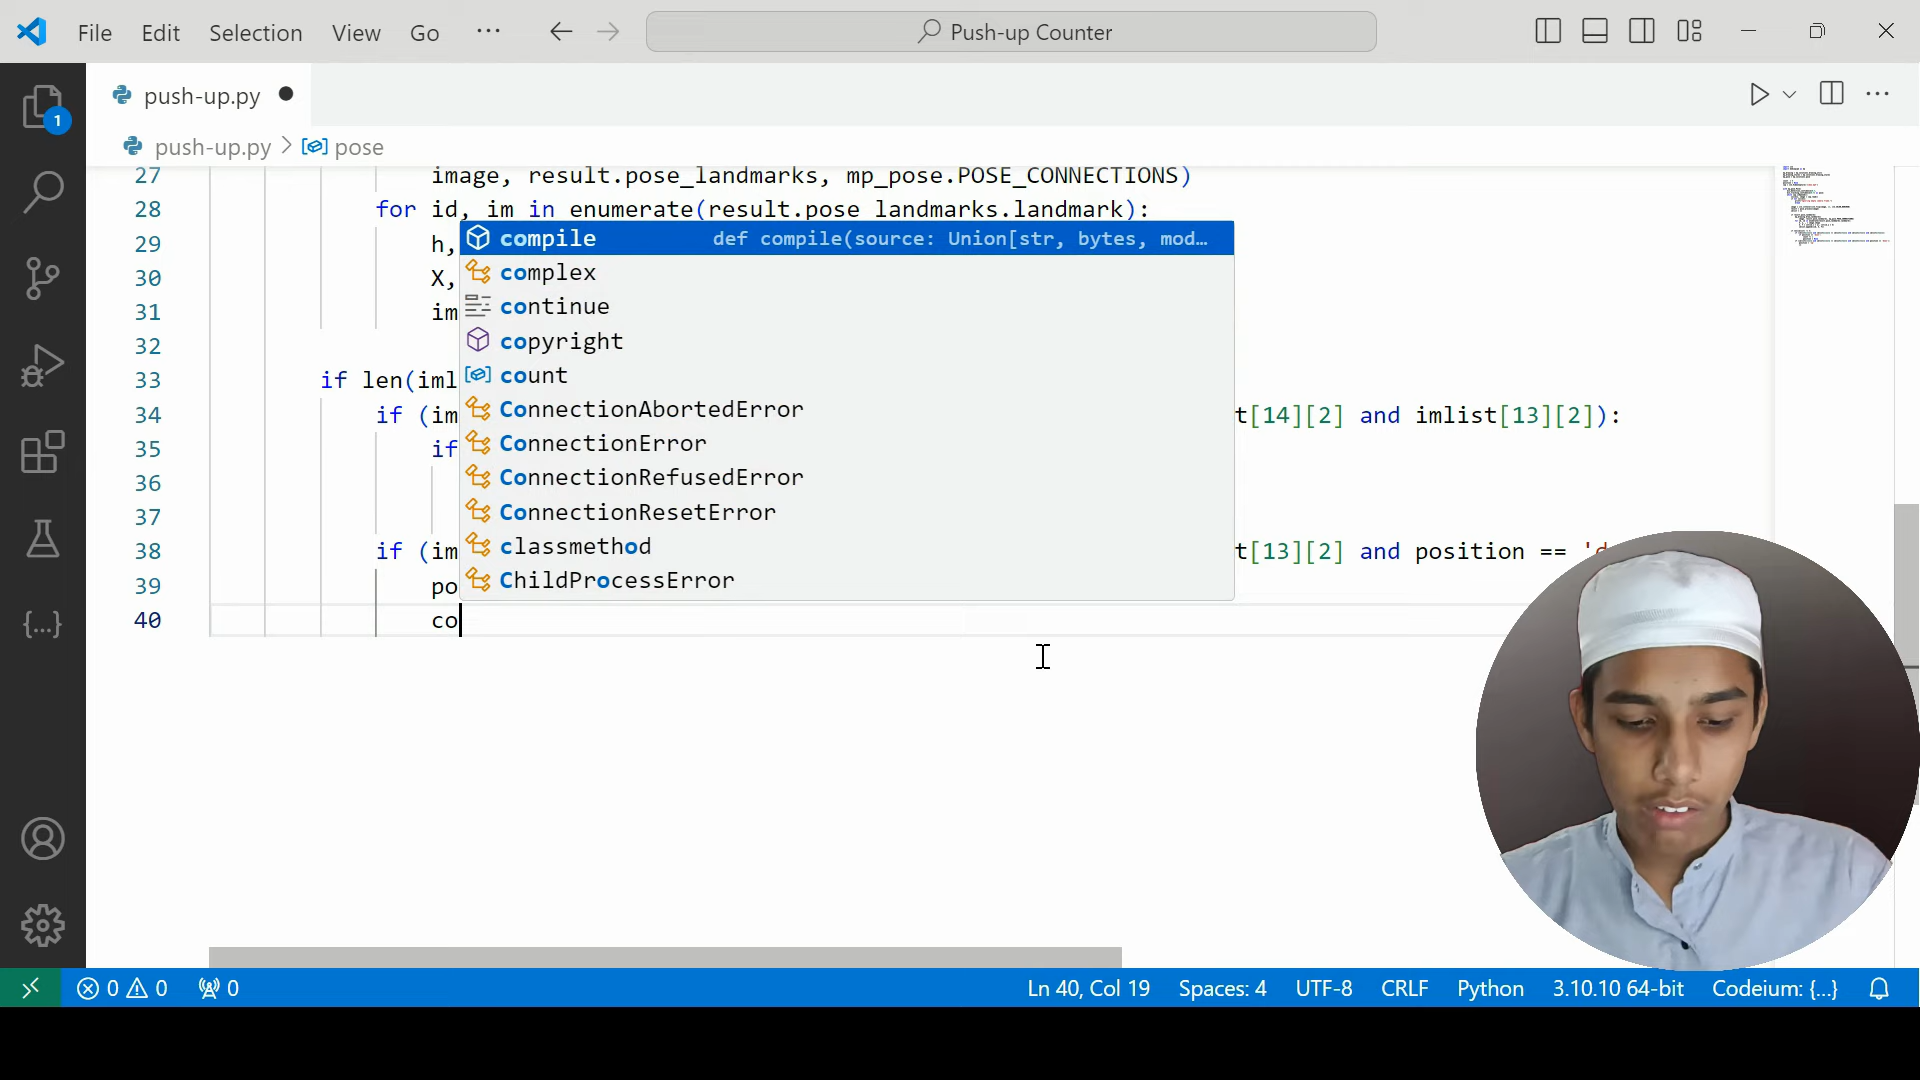 File Edit Selection View Go ··· Push-up Counter
push-up.py
1
push-up.py > pose
27 image, result.pose_landmarks, mp_pose.POSE_CONNECTIONS)
28 for id, im in enumerate(result.pose_landmarks.landmark):
29 h,
30 X,
31 im
32
33 if len(iml
34 if (im t[14][2] and imlist[13][2]):
35 if
36
37
38 if (im t[13][2] and position == 'd
39 po
40 co
compile def compile(source: Union[str, bytes, mod…
complex
continue
copyright
count
ConnectionAbortedError
ConnectionError
ConnectionRefusedError
ConnectionResetError
classmethod
ChildProcessError
0 0 0 Ln 40, Col 19 Spaces: 4 UTF-8 CRLF Python 3.10.10 64-bit Codeium: {...}